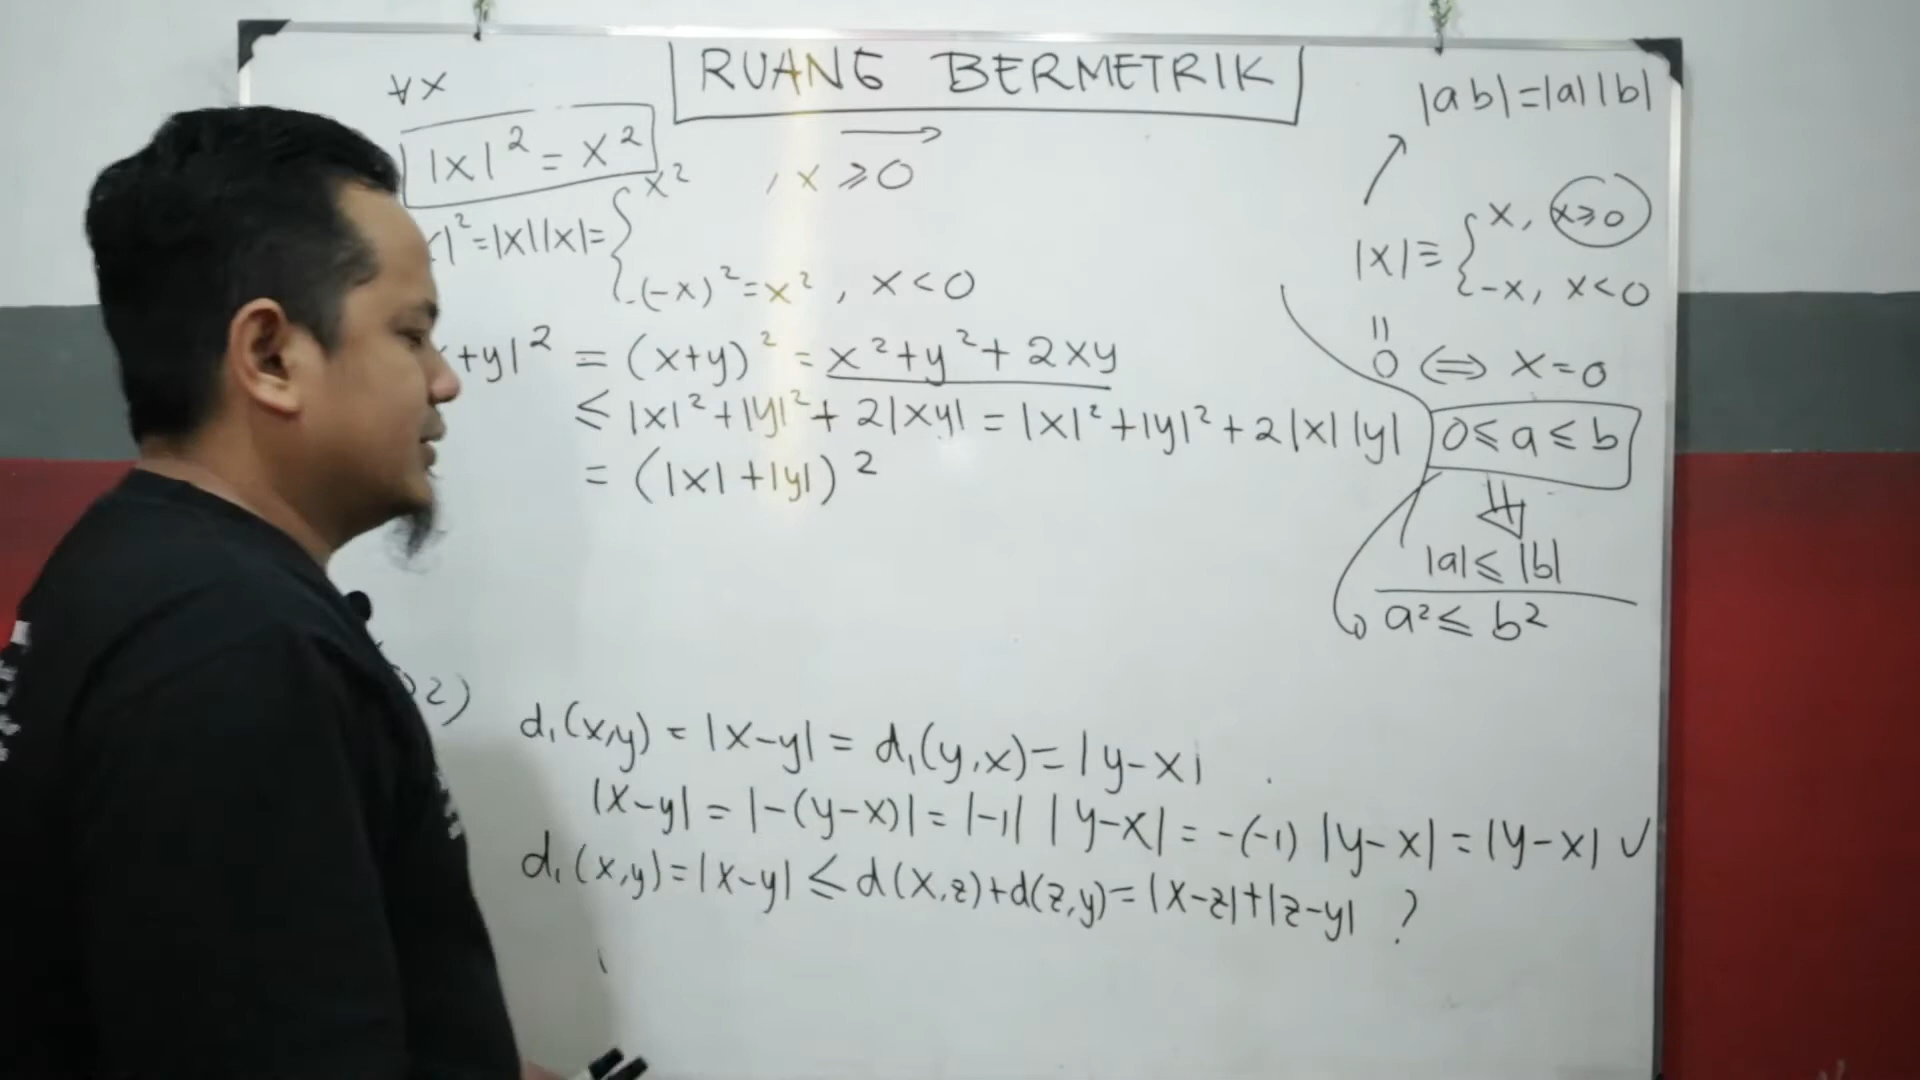 RUANG BERMETRIK
∀x
|x|² = x²
|² = |x||x| = { x² , x ≥ 0
(-x)² = x² , x < 0
+y|² = (x+y)² = x² + y² + 2xy
≤ |x|² + |y|² + 2|xy| = |x|² + |y|² + 2|x||y|
= (|x| + |y|)²
|ab| = |a||b|
|x| ≡ { x, x ≥ 0
-x, x < 0
=
0 ⇔ x = 0
0 ≤ a ≤ b
⇓
|a| ≤ |b|
a² ≤ b²
2)
d₁(x,y) = |x-y| = d₁(y,x) = |y-x|
|x-y| = |-(y-x)| = |-1| |y-x| = -(-1) |y-x| = |y-x| ✓
d₁(x,y) = |x-y| ≤ d(x,z) + d(z,y) = |x-z| + |z-y| ?